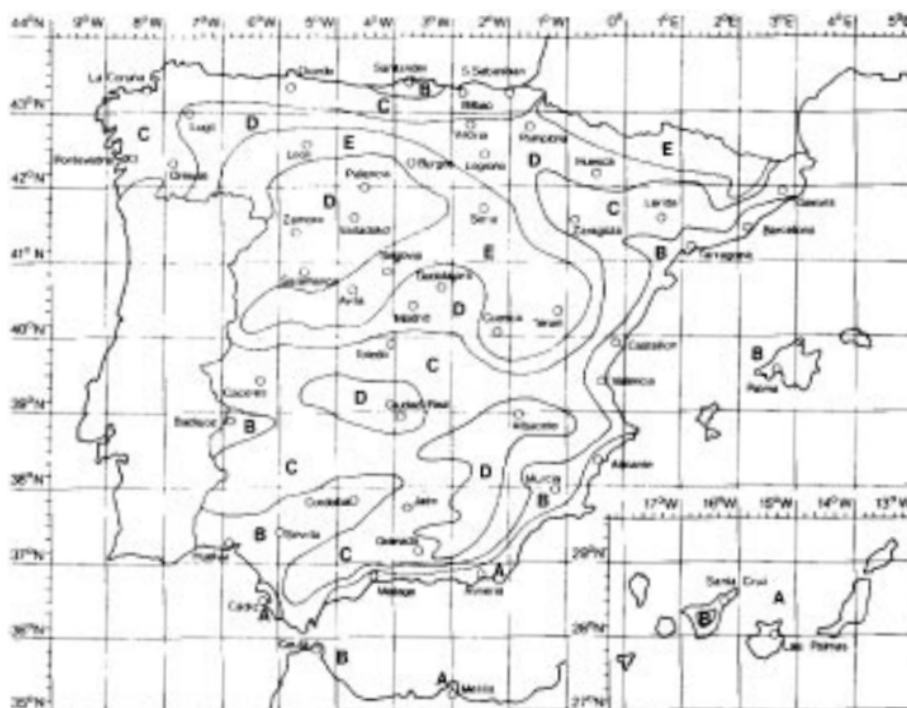 44°N 9°W 8°W 7°W 6°W 5°W 4°W 3°W 2°W 1°W 0° 1°E 2°E 3°E 4°E 5°E
La Coruña Oviedo Santander S. Sebastian
B Bilbao
43°N C
Lugo D Vitoria Pamplona
C E Leon Burgos Logroño D Huesca E
Pontevedra Orense Palencia
42°N Gerona
D Soria C Lerida
Zamora Valladolid Zaragoza Barcelona
41°N Segovia E B Tarragona
Salamanca Guadalajara
Avila Madrid D Cuenca Teruel
40°N Toledo Castellon B
C Valencia Palma
Caceres
39°N D Ciudad Real
Badajoz B Albacete
C D Alicante
38°N Murcia
Cordoba Jaen B 17°W 16°W 15°W 14°W 13°W
B Sevilla
37°N Huelva C Granada 29°N
Malaga A Almeria Santa Cruz A
Cadiz A B
36°N 28°N Las Palmas
Ceuta B
A Melilla
35°N 27°N